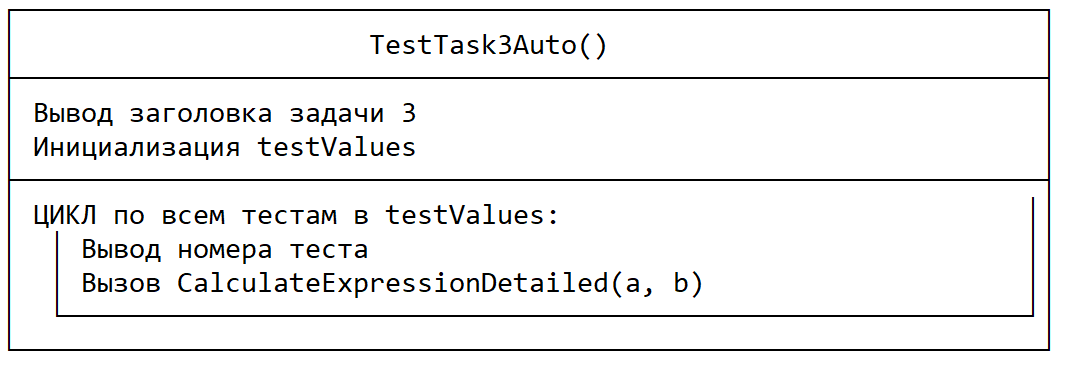 TestTask3Auto()
Вывод заголовка задачи 3
Инициализация testValues
ЦИКЛ по всем тестам в testValues:
Вывод номера теста
Вызов CalculateExpressionDetailed(a, b)